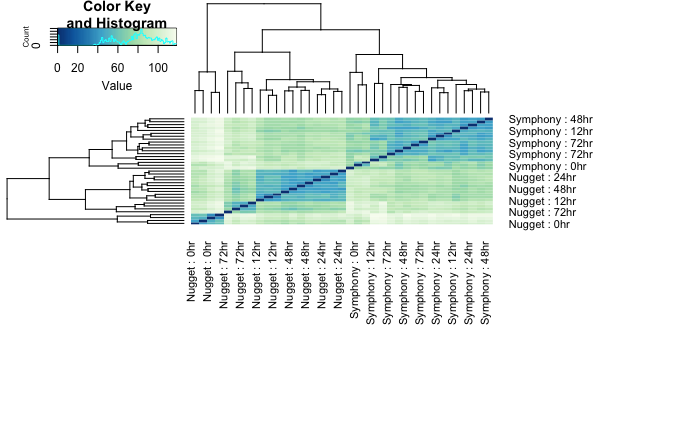 Color Key
and Histogram
Count
0
0 20 60 100
Value
Symphony : 48hr
Symphony : 12hr
Symphony : 72hr
Symphony : 72hr
Symphony : 0hr
Nugget : 24hr
Nugget : 48hr
Nugget : 12hr
Nugget : 72hr
Nugget : 0hr
Nugget : 0hr
Nugget : 0hr
Nugget : 72hr
Nugget : 72hr
Nugget : 12hr
Nugget : 12hr
Nugget : 48hr
Nugget : 48hr
Nugget : 24hr
Nugget : 24hr
Symphony : 0hr
Symphony : 12hr
Symphony : 72hr
Symphony : 48hr
Symphony : 72hr
Symphony : 24hr
Symphony : 12hr
Symphony : 24hr
Symphony : 48hr